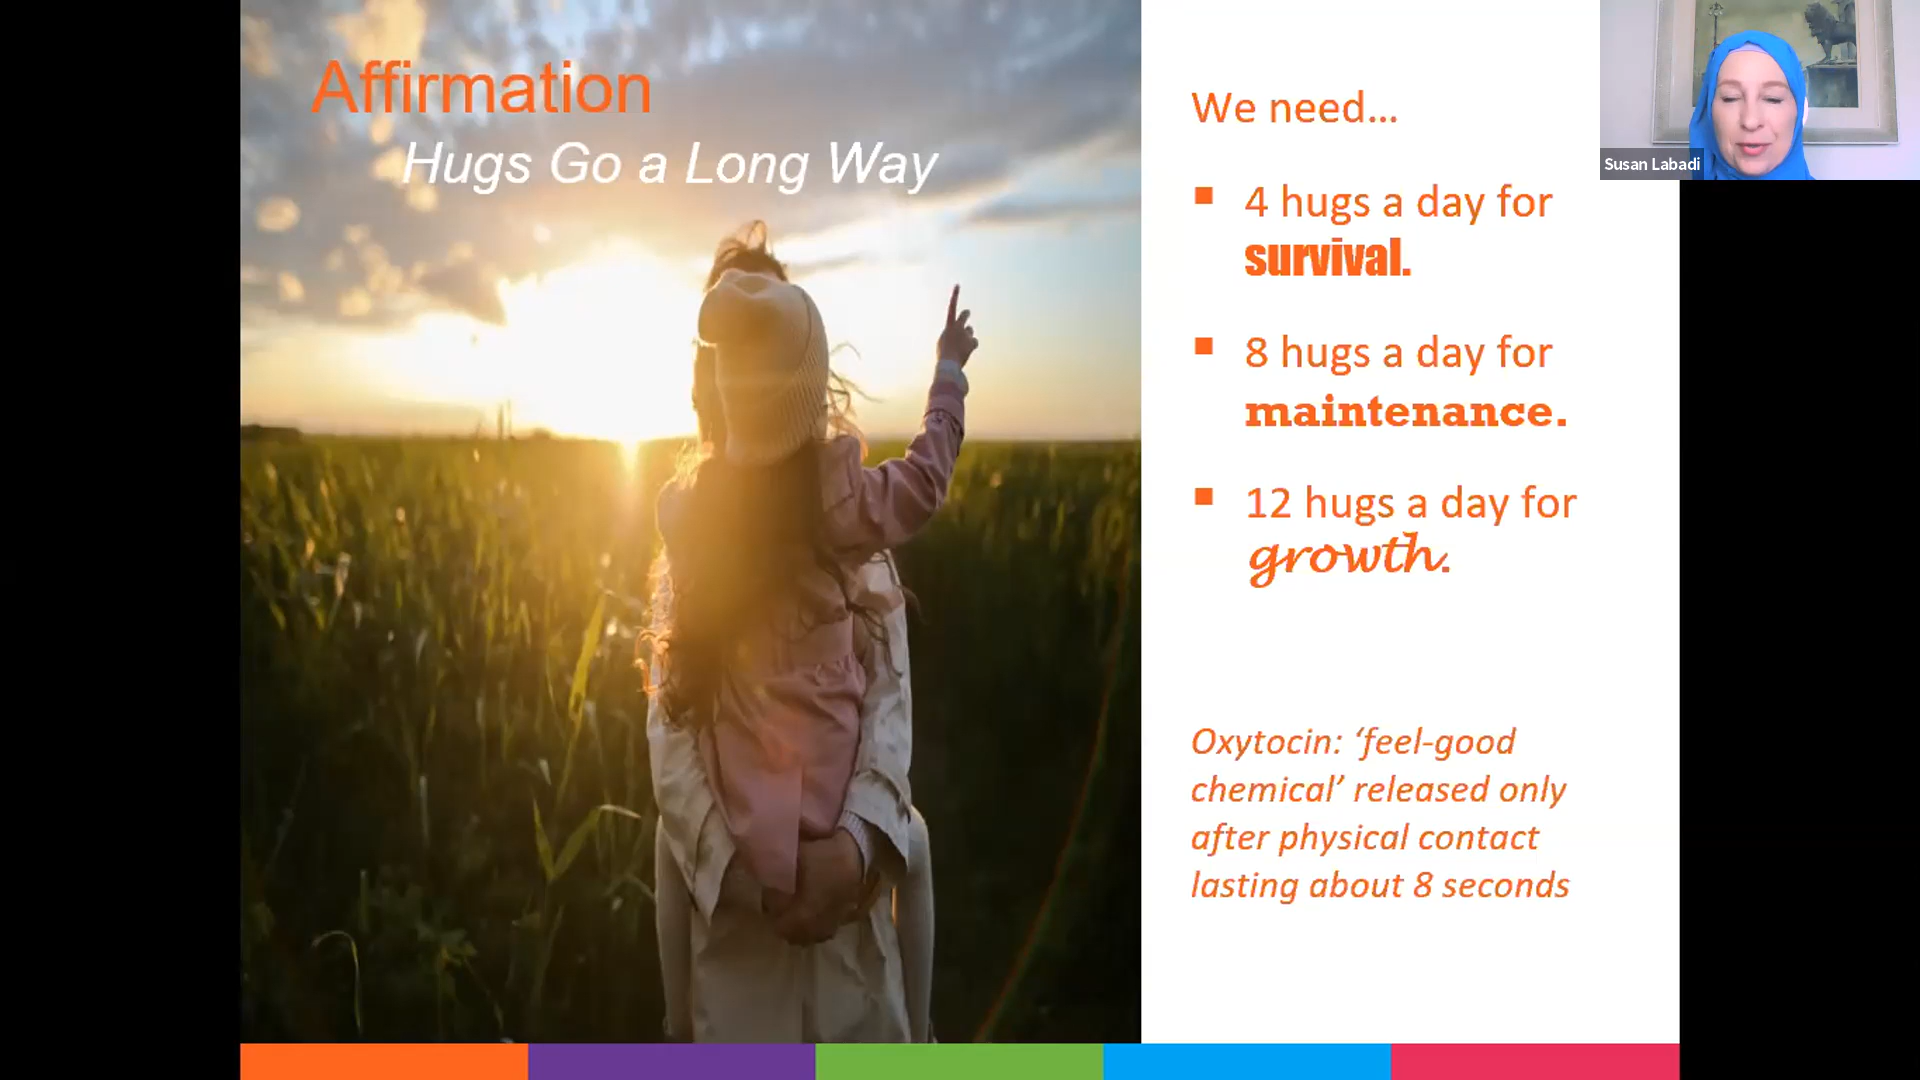 Affirmation
Hugs Go a Long Way
We need...
4 hugs a day for
survival.
8 hugs a day for
maintenance.
12 hugs a day for
growth.
Oxytocin: ‘feel-good
chemical’ released only
after physical contact
lasting about 8 seconds
Susan Labadi